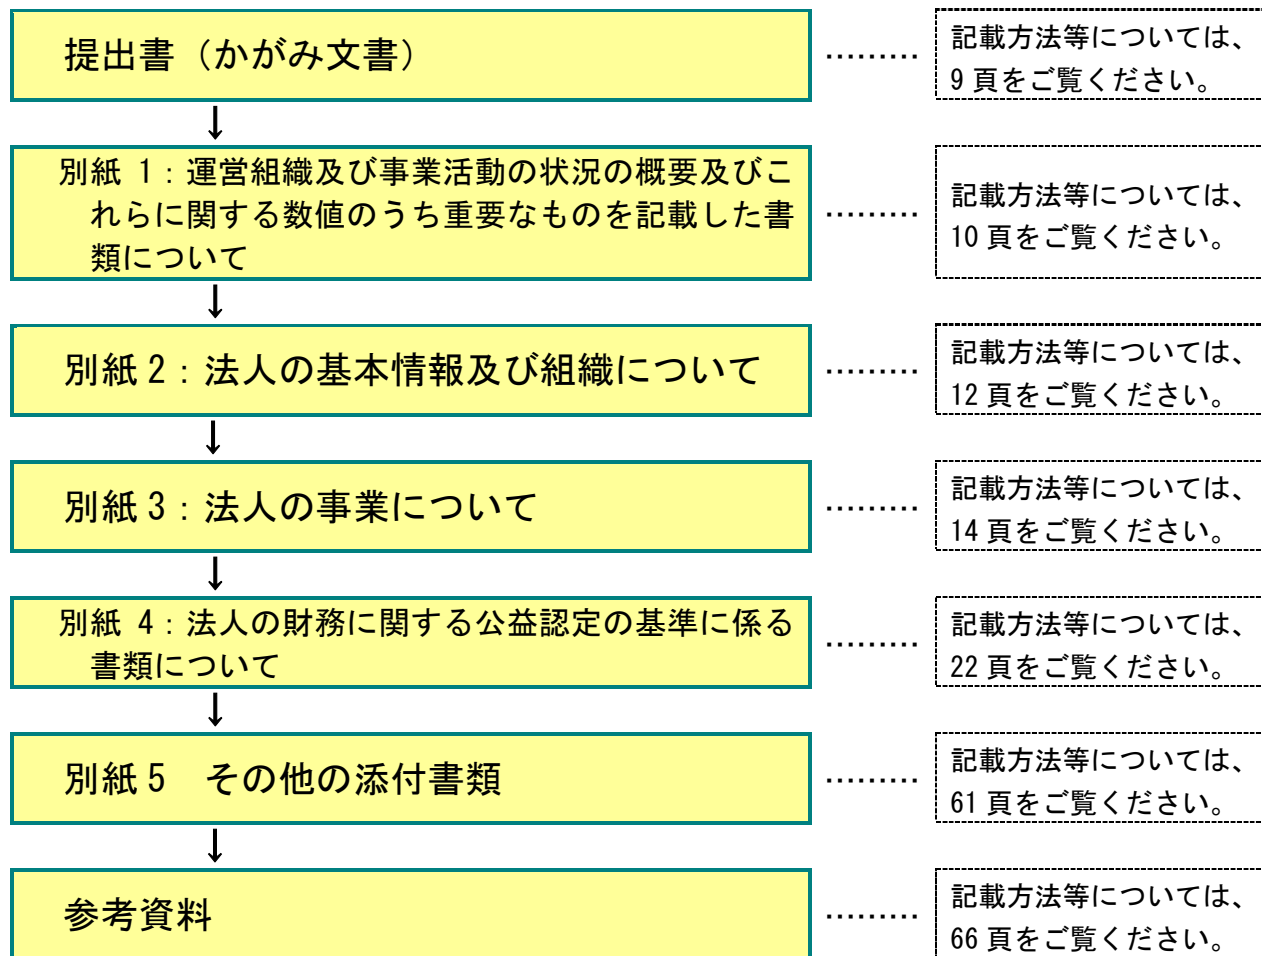 提出書（かがみ文書）
………
記載方法等については、
9 頁をご覧ください。
↓
別紙 1：運営組織及び事業活動の状況の概要及びこ
れらに関する数値のうち重要なものを記載した書
類について
………
記載方法等については、
10 頁をご覧ください。
↓
別紙 2：法人の基本情報及び組織について
………
記載方法等については、
12 頁をご覧ください。
↓
別紙 3：法人の事業について
………
記載方法等については、
14 頁をご覧ください。
↓
別紙 4：法人の財務に関する公益認定の基準に係る
書類について
………
記載方法等については、
22 頁をご覧ください。
↓
別紙 5　その他の添付書類
………
記載方法等については、
61 頁をご覧ください。
↓
参考資料
………
記載方法等については、
66 頁をご覧ください。